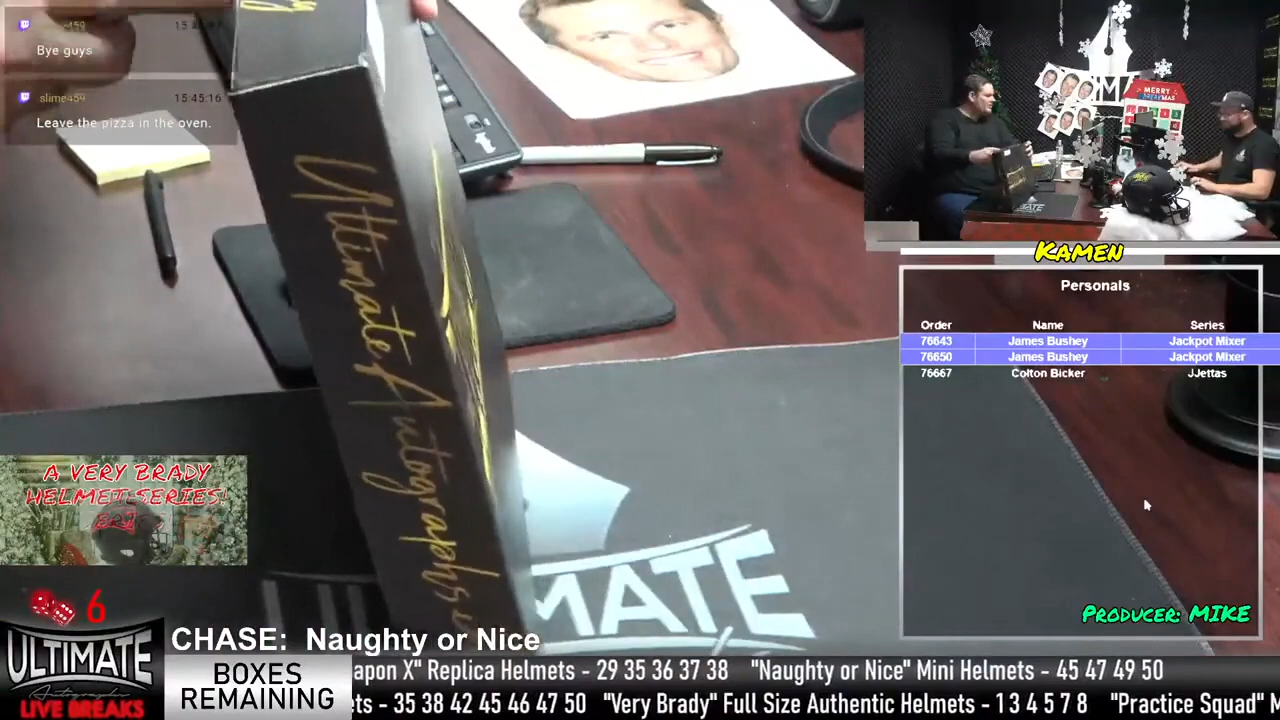 15:4
Bye guys
slime459 15:45:16
Leave the pizza in the oven.
Ultimate Autographs
MERRY
KAMEN
Personals
Order Name Series
76643 James Bushey Jackpot Mixer
76650 James Bushey Jackpot Mixer
76667 Colton Bicker JJettas
A VERY BRADY
HELMET SERIES!
MATE
PRODUCER: MIKE
6
ULTIMATE
Autographs
LIVE BREAKS
CHASE: Naughty or Nice
BOXES
REMAINING
apon X" Replica Helmets - 29 35 36 37 38 "Naughty or Nice" Mini Helmets - 45 47 49 50
ets - 35 38 42 45 46 47 50 "Very Brady" Full Size Authentic Helmets - 1 3 4 5 7 8 "Practice Squad" M